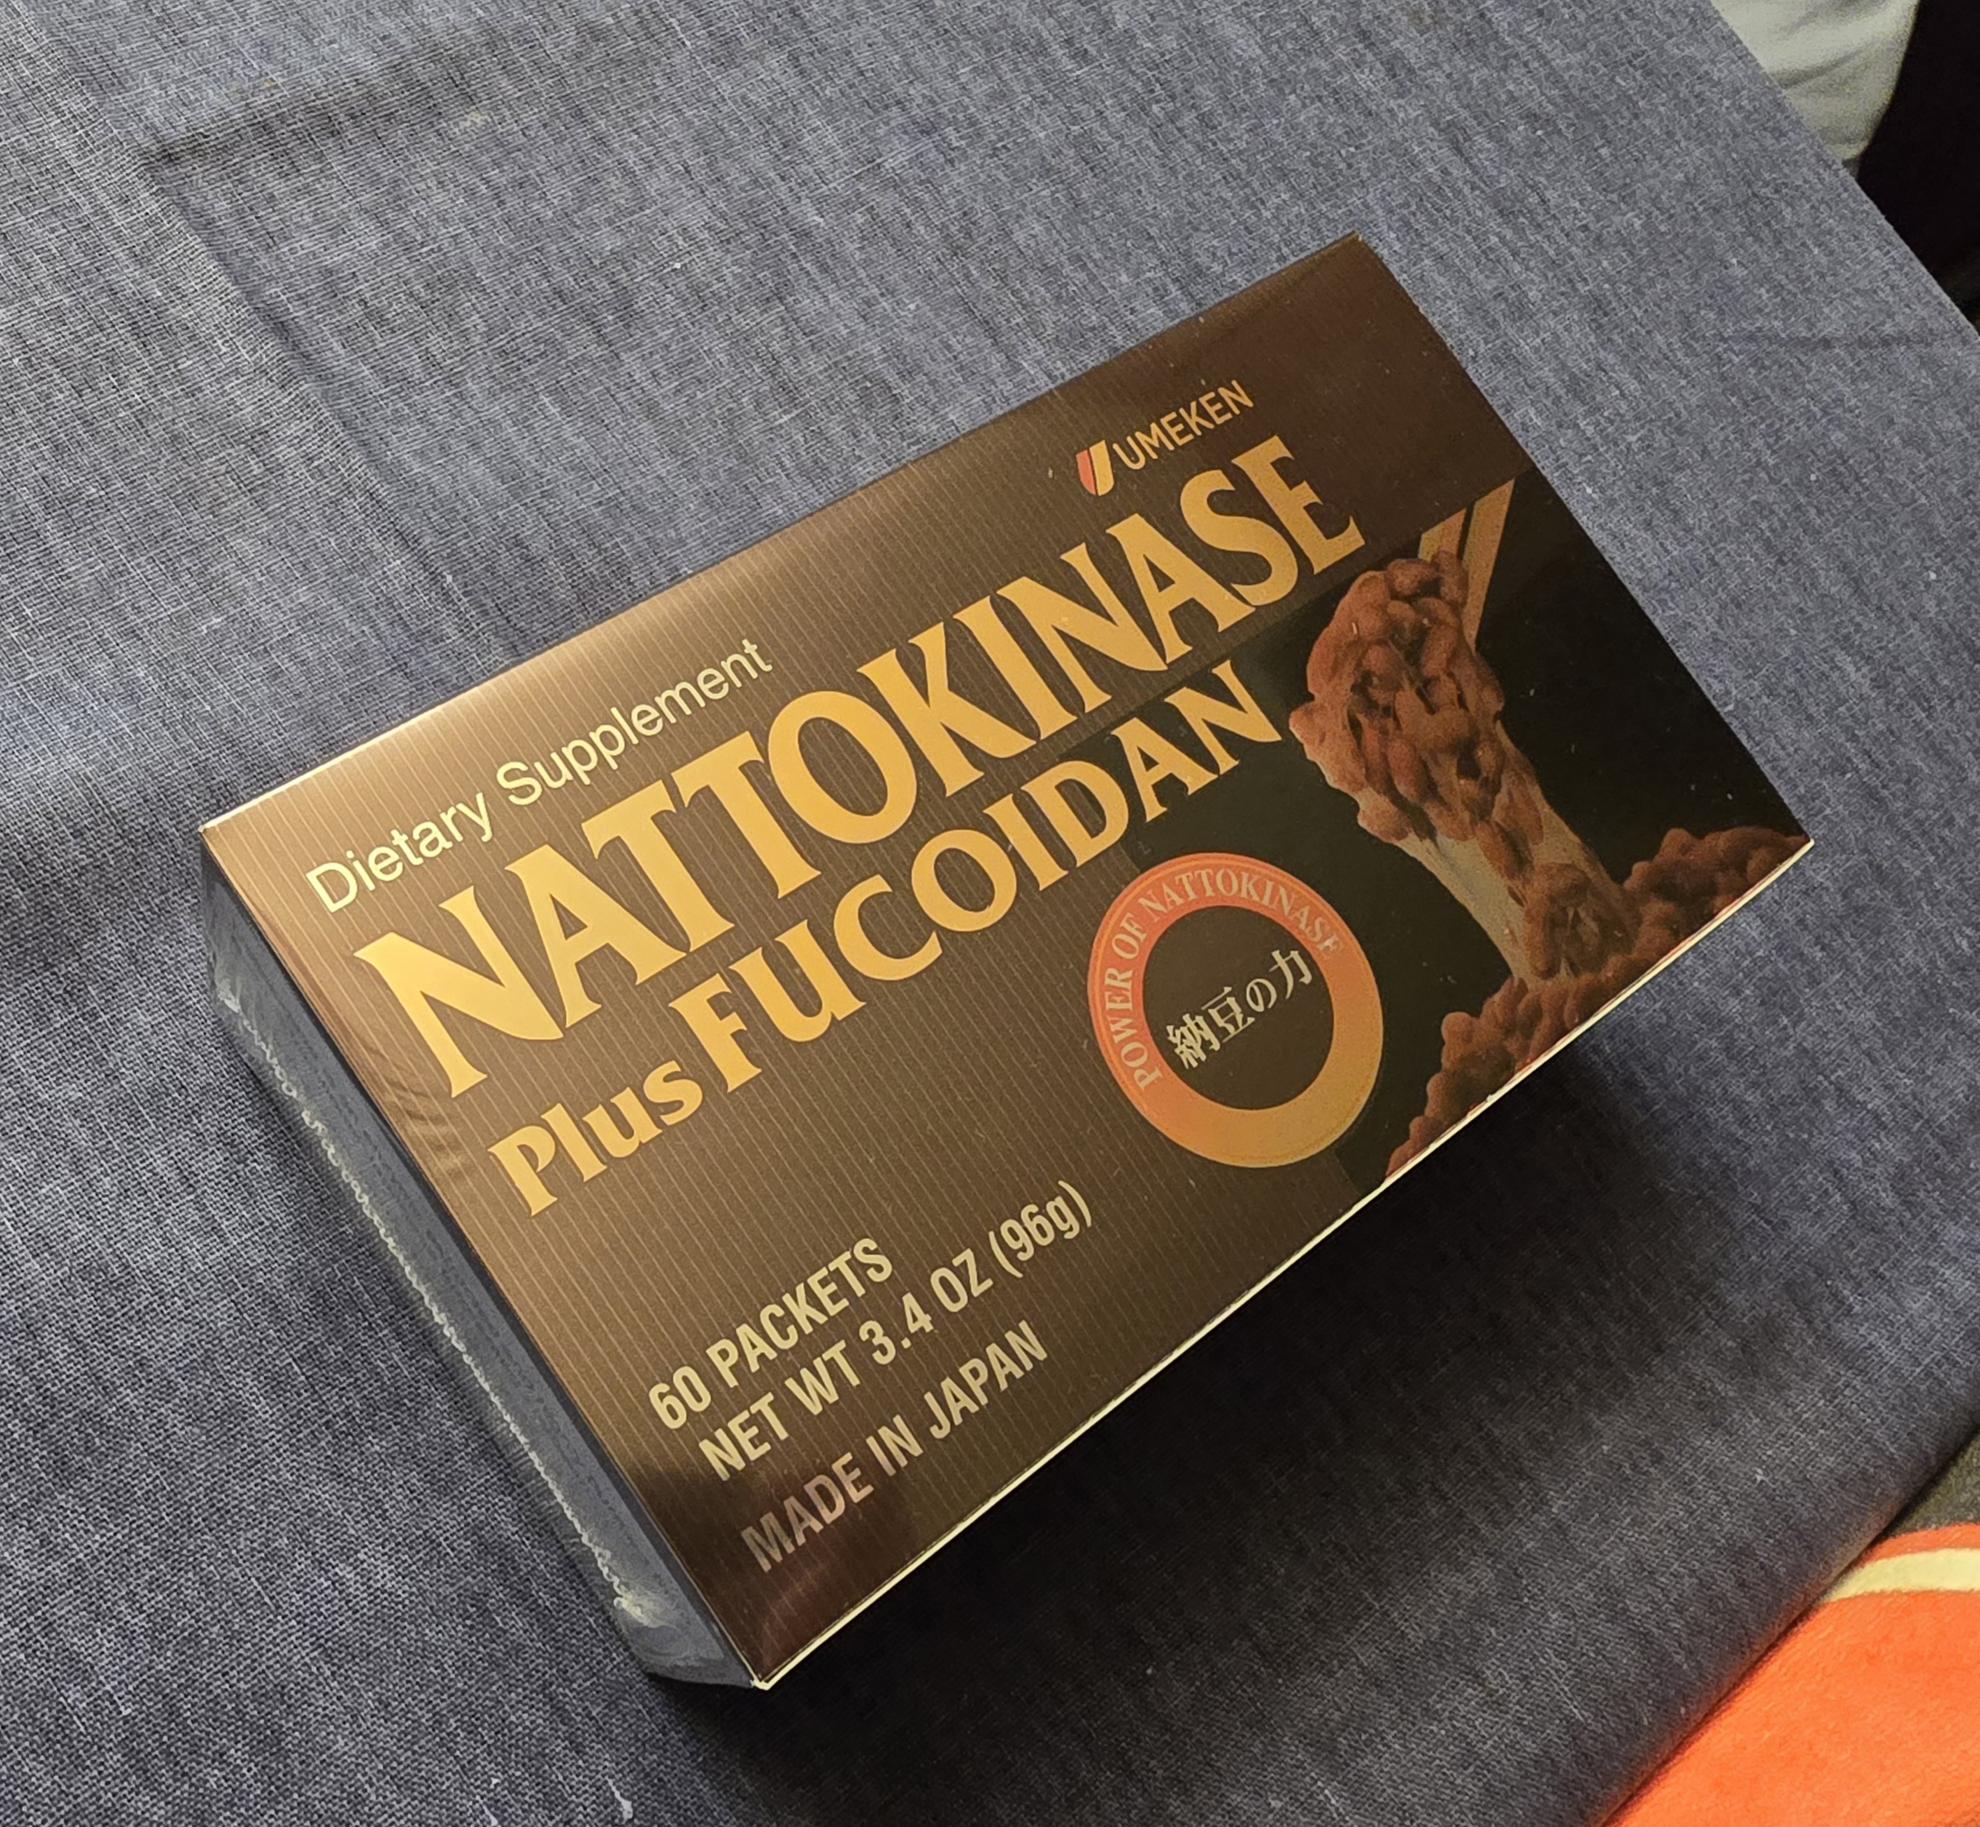 UMEKEN
Dietary Supplement
NATTOKINASE
Plus FUCOIDAN
POWER OF NATTOKINASE
納豆の力
60 PACKETS
NET WT 3.4 OZ (96g)
MADE IN JAPAN